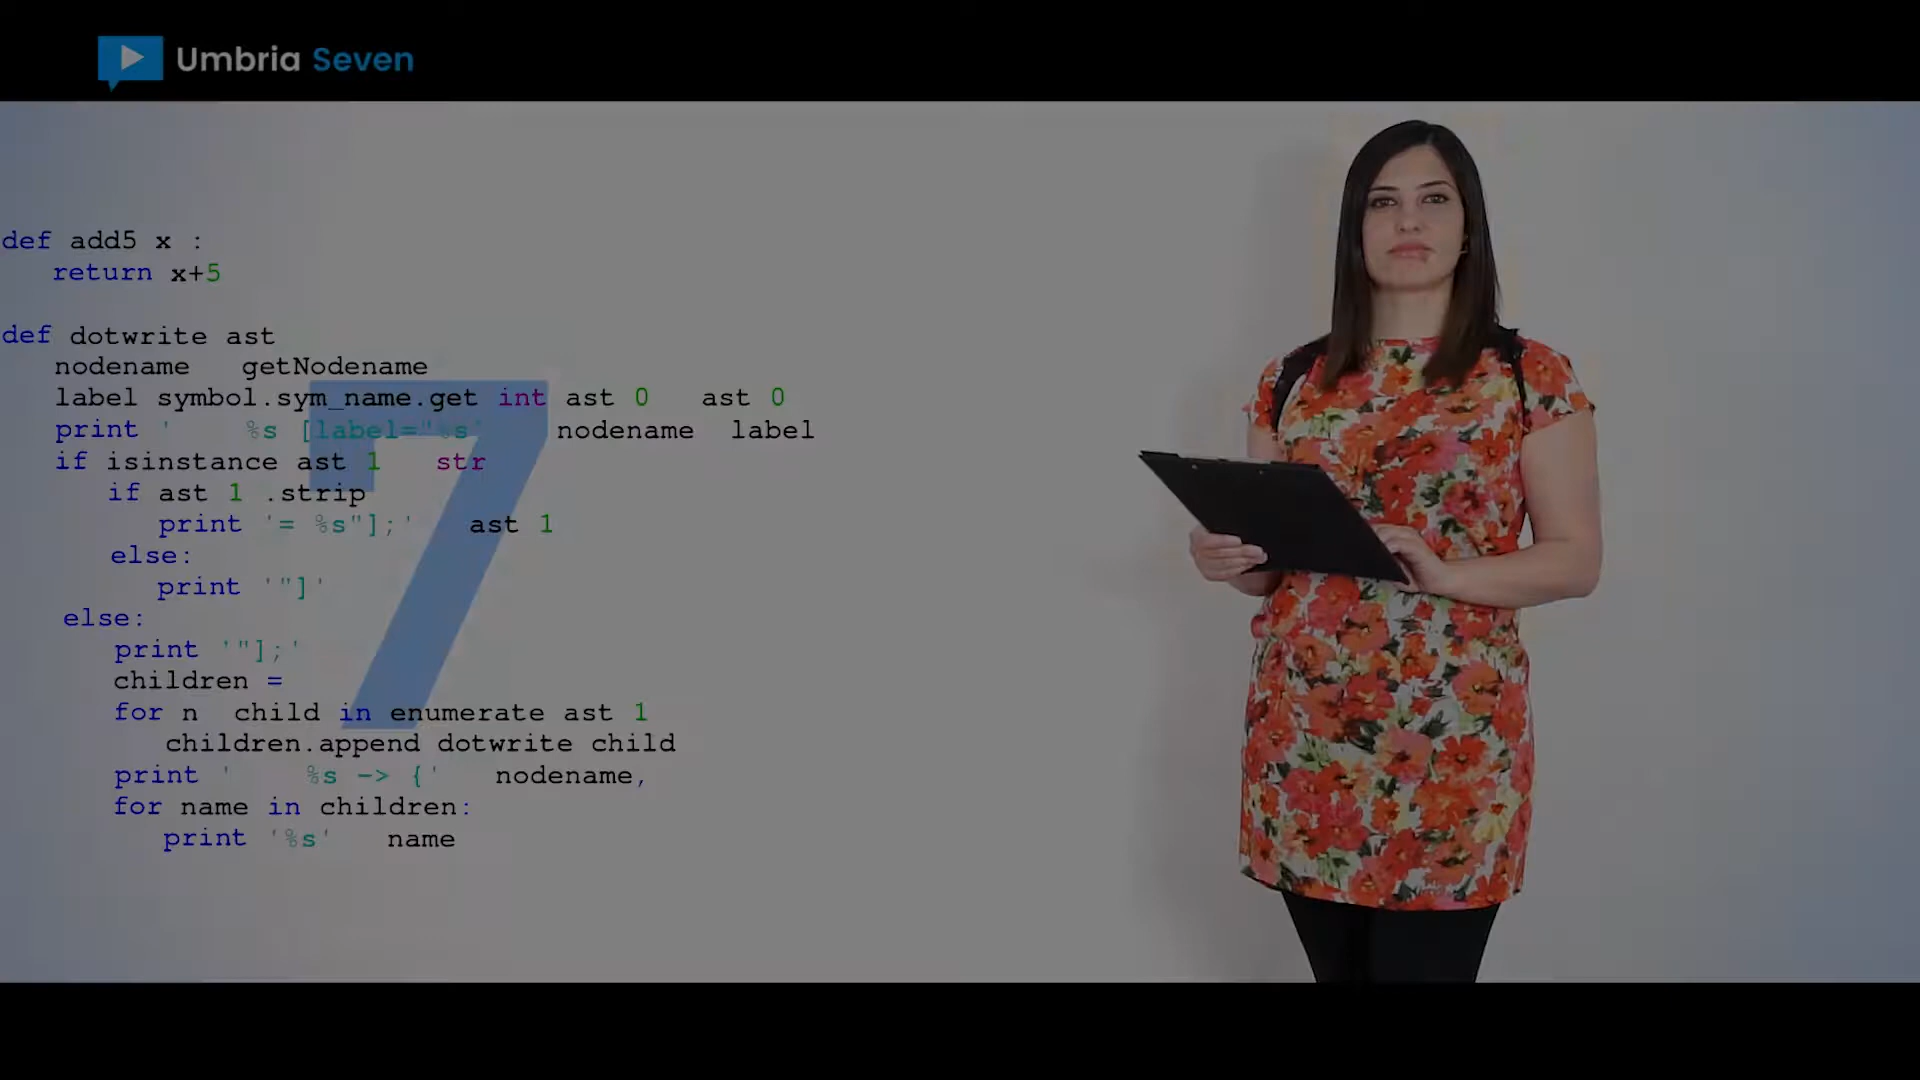 Umbria Seven
def add5 x :
return x+5
def dotwrite ast
nodename getNodename
label symbol.sym_name.get int ast 0 ast 0
print ' %s [label="%s' nodename label
if isinstance ast 1 str
if ast 1 .strip
print '= %s"];' ast 1
else:
print '"]'
else:
print '"];'
children =
for n child in enumerate ast 1
children.append dotwrite child
print ' %s -> {' nodename,
for name in children:
print '%s' name
7